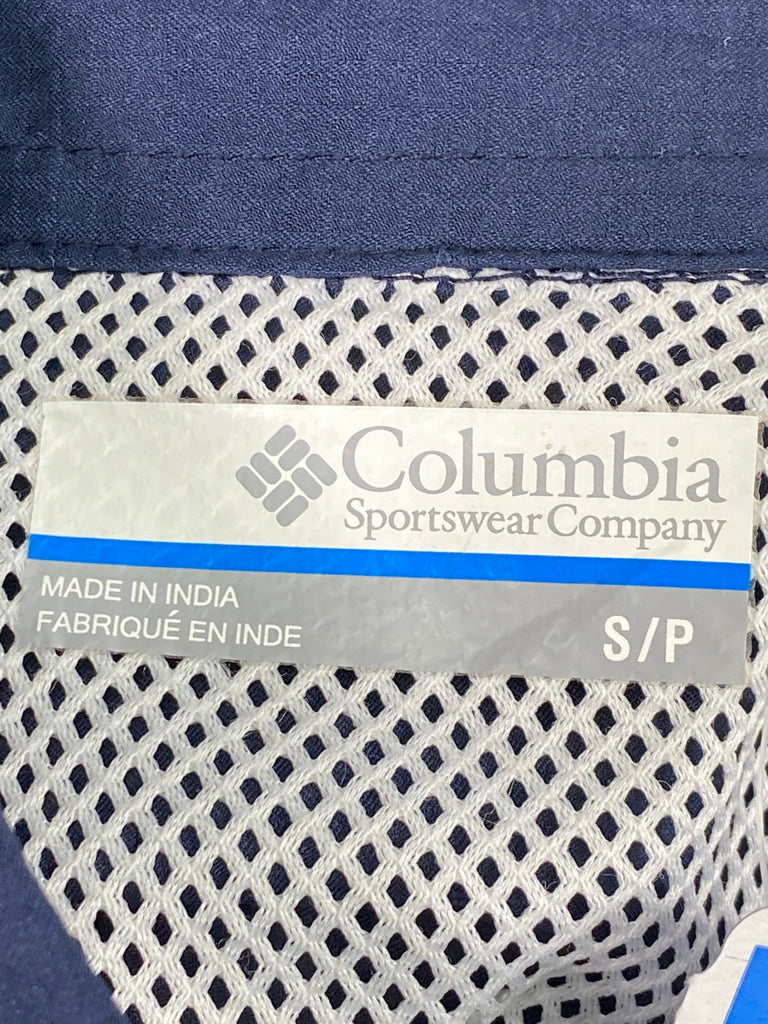 Columbia
Sportswear Company
MADE IN INDIA
FABRIQUÉ EN INDE
S/P